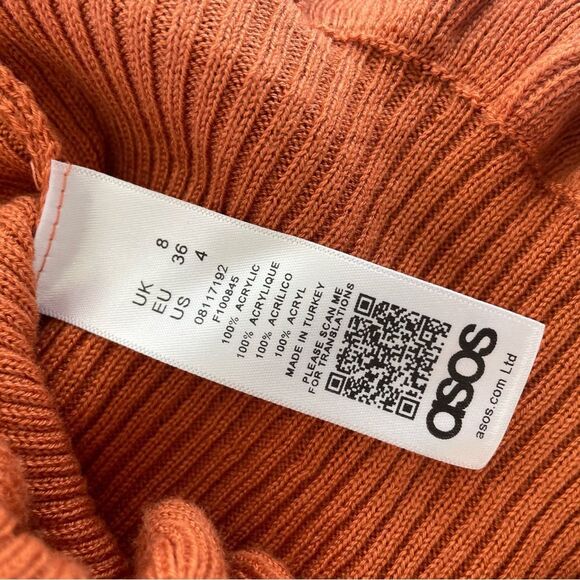 UK 8
EU 36
US 4
08117192
F100845
100% ACRYLIC
100% ACRYLIQUE
100% ACRÍLICO
100% ACRYL
MADE IN TURKEY
PLEASE SCAN ME
FOR TRANSLATIONS
asos
asos.com Ltd